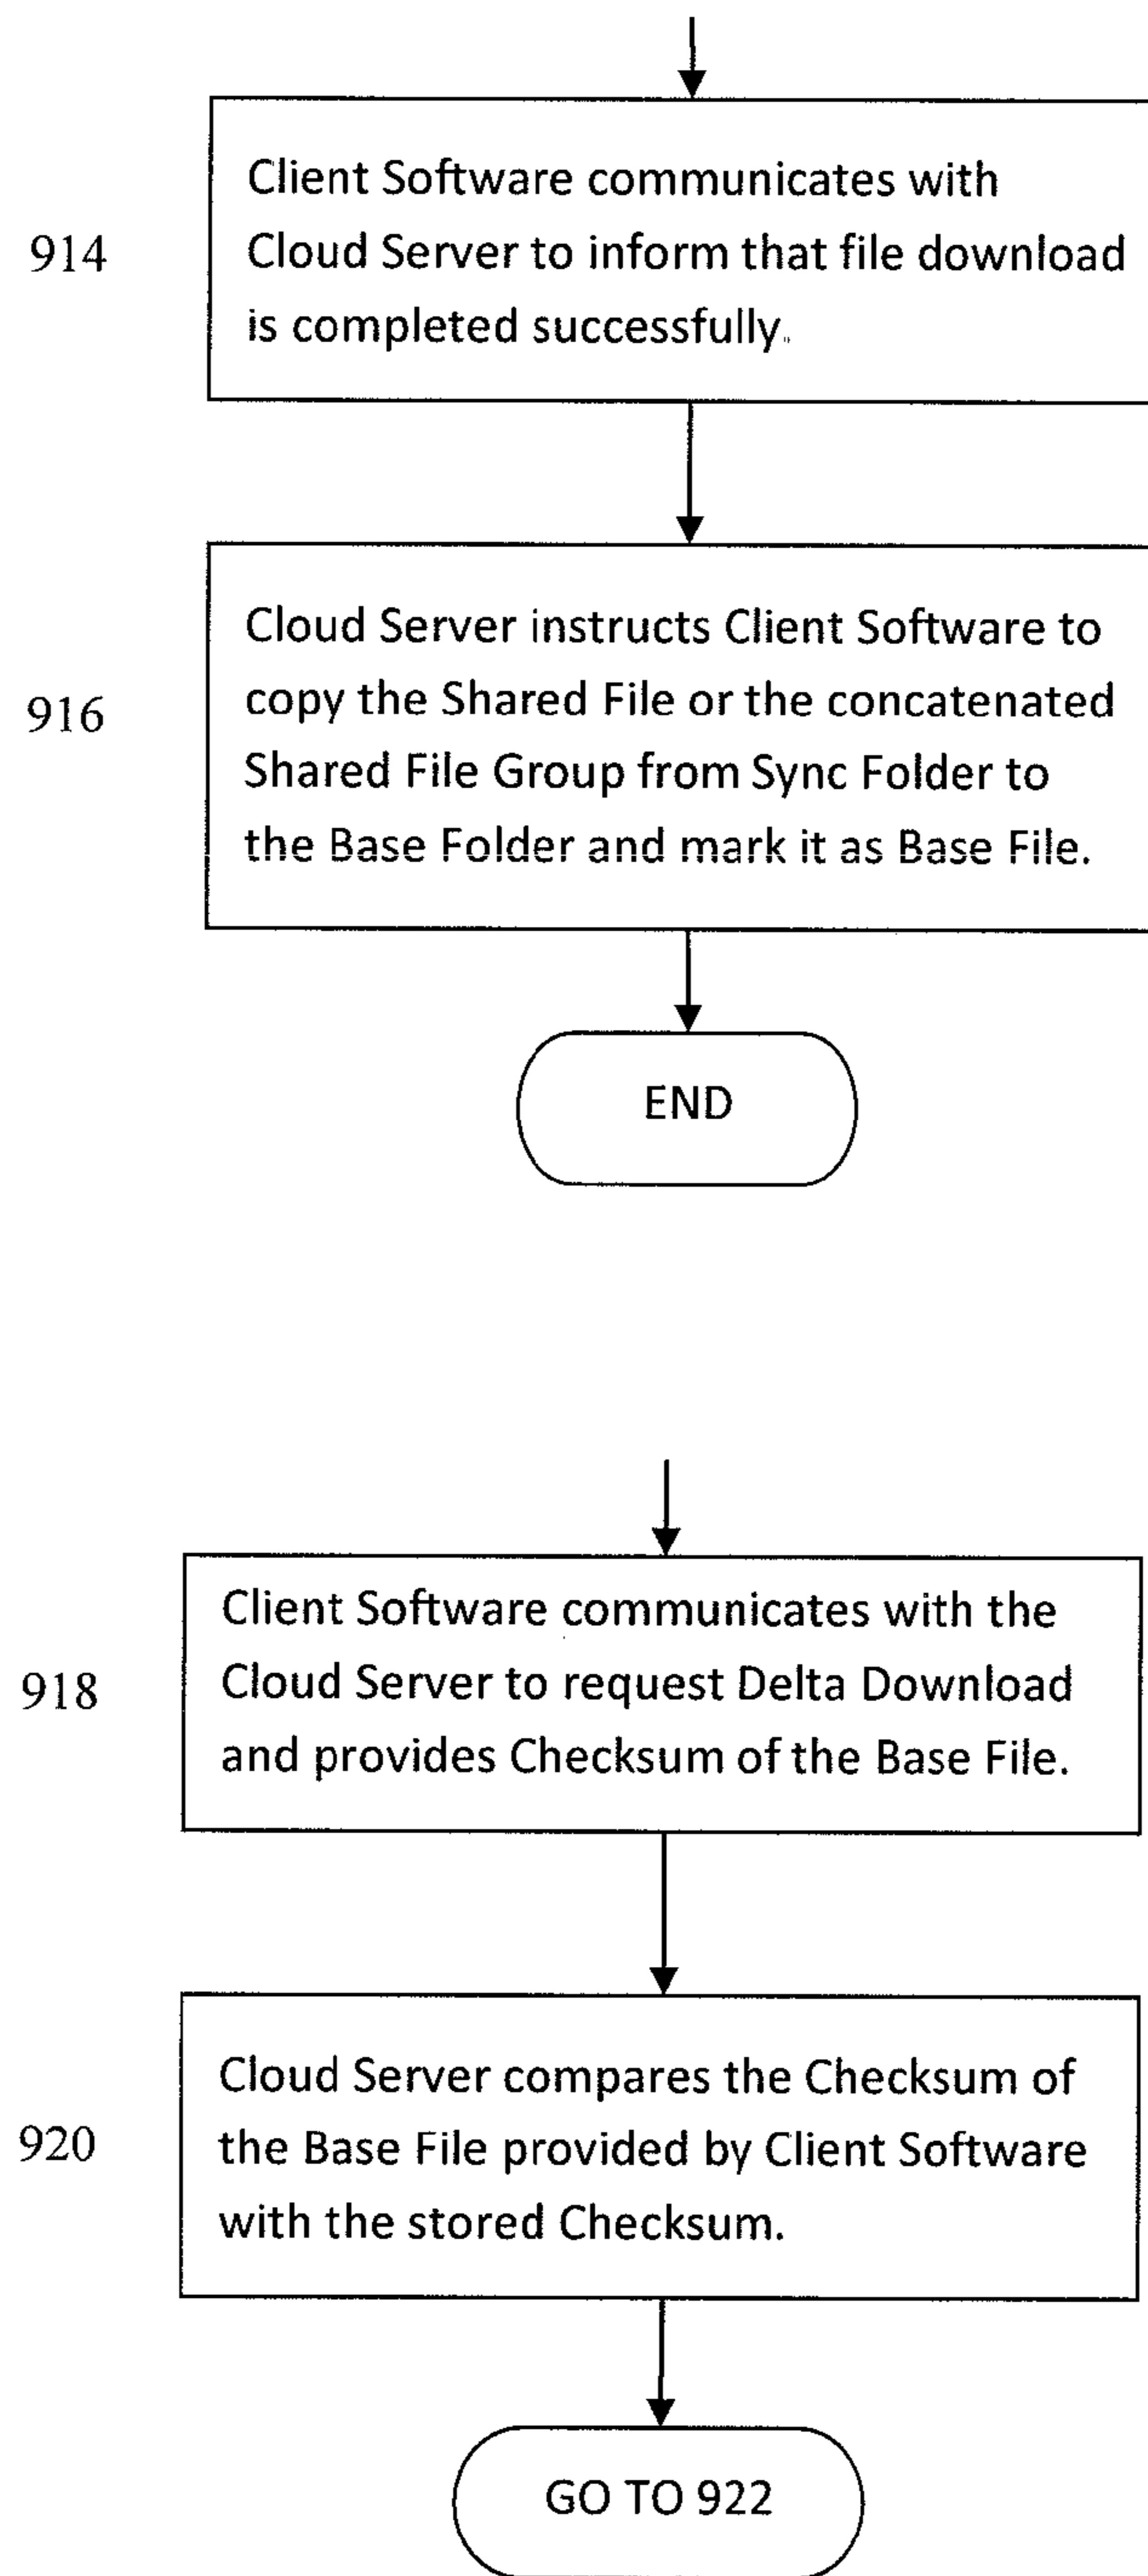 914
Client Software communicates with
Cloud Server to inform that file download
is completed successfully.
916
Cloud Server instructs Client Software to
copy the Shared File or the concatenated
Shared File Group from Sync Folder to
the Base Folder and mark it as Base File.
END
918
Client Software communicates with the
Cloud Server to request Delta Download
and provides Checksum of the Base File.
920
Cloud Server compares the Checksum of
the Base File provided by Client Software
with the stored Checksum.
GO TO 922